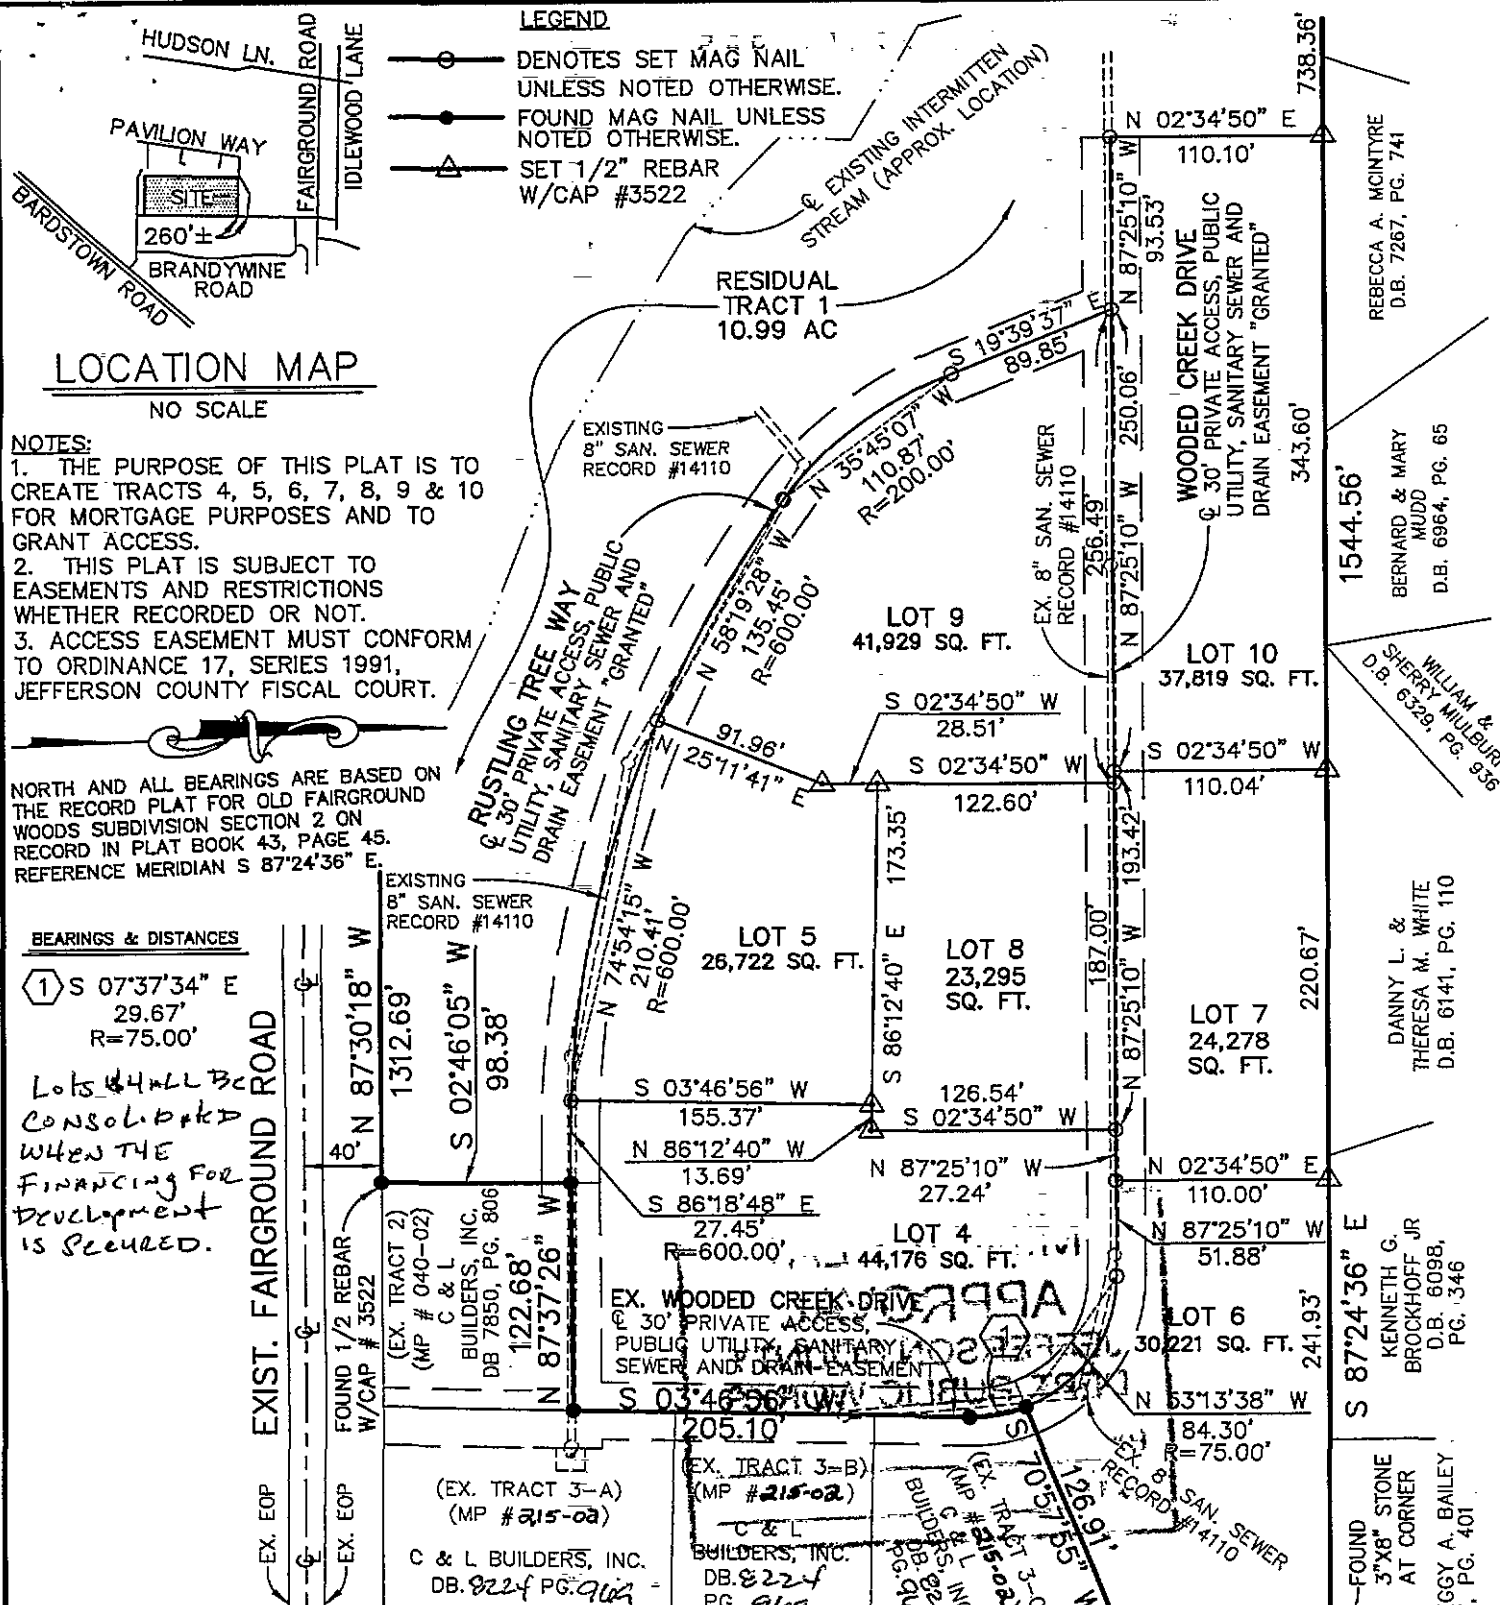 HUDSON LN.
FAIRGROUND ROAD
IDLEWOOD LANE
PAVILION WAY
SITE
260'±
BRANDYWINE
ROAD
BARDSTOWN ROAD
LOCATION MAP
NO SCALE
LEGEND
DENOTES SET MAG NAIL
UNLESS NOTED OTHERWISE.
FOUND MAG NAIL UNLESS
NOTED OTHERWISE.
SET 1/2" REBAR
W/CAP #3522
NOTES:
1. THE PURPOSE OF THIS PLAT IS TO
CREATE TRACTS 4, 5, 6, 7, 8, 9 & 10
FOR MORTGAGE PURPOSES AND TO
GRANT ACCESS.
2. THIS PLAT IS SUBJECT TO
EASEMENTS AND RESTRICTIONS
WHETHER RECORDED OR NOT.
3. ACCESS EASEMENT MUST CONFORM
TO ORDINANCE 17, SERIES 1991,
JEFFERSON COUNTY FISCAL COURT.
NORTH AND ALL BEARINGS ARE BASED ON
THE RECORD PLAT FOR OLD FAIRGROUND
WOODS SUBDIVISION SECTION 2 ON
RECORD IN PLAT BOOK 43, PAGE 45.
REFERENCE MERIDIAN S 87°24'36" E.
BEARINGS & DISTANCES
1 S 07°37'34" E
29.67'
R=75.00'
Lots SHALL BE
CONSOLIDATED
WHEN THE
FINANCING FOR
DEVELOPMENT
IS SECURED.
℄ EXISTING INTERMITTEN
STREAM (APPROX. LOCATION)
RESIDUAL
TRACT 1
10.99 AC
EXISTING
8" SAN. SEWER
RECORD #14110
N 02°34'50" E
110.10'
738.36'
N 87°25'10" W
93.53'
S 19°39'37" E
89.85'
N 35°45'07" W
110.87'
R=200.00'
N 58°19'28" W
135.45'
R=600.00'
RUSTLING TREE WAY
℄ 30' PRIVATE ACCESS, PUBLIC
UTILITY, SANITARY SEWER AND
DRAIN EASEMENT "GRANTED"
WOODED CREEK DRIVE
℄ 30' PRIVATE ACCESS, PUBLIC
UTILITY, SANITARY SEWER AND
DRAIN EASEMENT "GRANTED"
EX. 8" SAN. SEWER
RECORD #14110
256.49'
N 87°25'10" W 250.06'
343.60'
1544.56'
REBECCA A. MCINTYRE
D.B. 7267, PG. 741
BERNARD & MARY
MUDD
D.B. 6964, PG. 65
WILLIAM &
SHERRY MIULBURN
D.B. 6329, PG. 936
LOT 9
41,929 SQ. FT.
LOT 10
37,819 SQ. FT.
S 02°34'50" W
28.51'
91.96'
N 25°11'41" E
S 02°34'50" W
122.60'
S 02°34'50" W
110.04'
EXISTING
8" SAN. SEWER
RECORD #14110
N 74°54'15" W
210.41'
R=600.00'
LOT 5
26,722 SQ. FT.
S 86°12'40" E 173.35'
LOT 8
23,295
SQ. FT.
187.00'
N 87°25'10" W 193.42'
LOT 7
24,278
SQ. FT.
220.67'
DANNY L. &
THERESA M. WHITE
D.B. 6141, PG. 110
EXIST. FAIRGROUND ROAD
N 87°30'18" W
1312.69'
S 02°46'05" W
98.38'
40'
FOUND 1/2 REBAR
W/CAP # 3522
S 03°46'56" W
155.37'
126.54'
S 02°34'50" W
N 86°12'40" W
13.69'
S 86°18'48" E
27.45'
R=600.00'
N 87°25'10" W
27.24'
N 02°34'50" E
110.00'
N 87°25'10" W
51.88'
LOT 4
44,176 SQ. FT.
(EX. TRACT 2)
(MP # 040-02)
C & L
BUILDERS, INC.
DB 7850, PG. 806
122.68'
N 87°37'26" W
EX. WOODED CREEK DRIVE
℄ 30' PRIVATE ACCESS,
PUBLIC UTILITY, SANITARY
SEWER AND DRAIN EASEMENT
1
LOT 6
30,221 SQ. FT.
241.93'
S 87°24'36" E
KENNETH G.
BROCKHOFF JR
D.B. 6098,
PG. 346
S 03°46'56" W
205.10'
N 53°13'38" W
84.30'
R=75.00'
S 70°57'55" W
126.91'
EX. 8" SAN. SEWER
RECORD #14110
EX. EOP
EX. EOP
(EX. TRACT 3-A)
(MP #215-02)
C & L BUILDERS, INC.
DB. 8224 PG.
(EX. TRACT 3-B)
(MP #215-02)
C & L
BUILDERS, INC.
DB. 8224
(EX. TRACT 3-
(MP #215-02)
C & L
BUILDERS, INC.
FOUND
3"X8" STONE
AT CORNER
GGY A. BAILEY
PG. 401